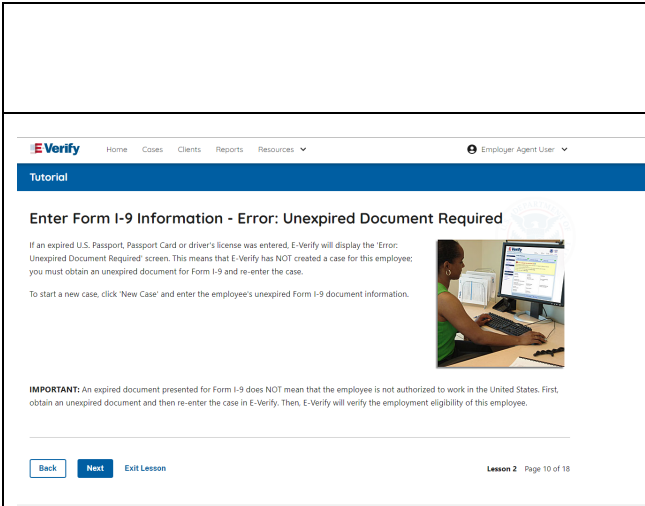 E-Verify
Home Cases Clients Reports Resources Employer Agent User
Tutorial
Enter Form I-9 Information - Error: Unexpired Document Required
If an expired U.S. Passport, Passport Card or driver's license was entered, E-Verify will display the 'Error:
Unexpired Document Required' screen. This means that E-Verify has NOT created a case for this employee;
you must obtain an unexpired document for Form I-9 and re-enter the case.
To start a new case, click 'New Case' and enter the employee's unexpired Form I-9 document information.
IMPORTANT: An expired document presented for Form I-9 does NOT mean that the employee is not authorized to work in the United States. First,
obtain an unexpired document and then re-enter the case in E-Verify. Then, E-Verify will verify the employment eligibility of this employee.
Back Next Exit Lesson Lesson 2 Page 10 of 18